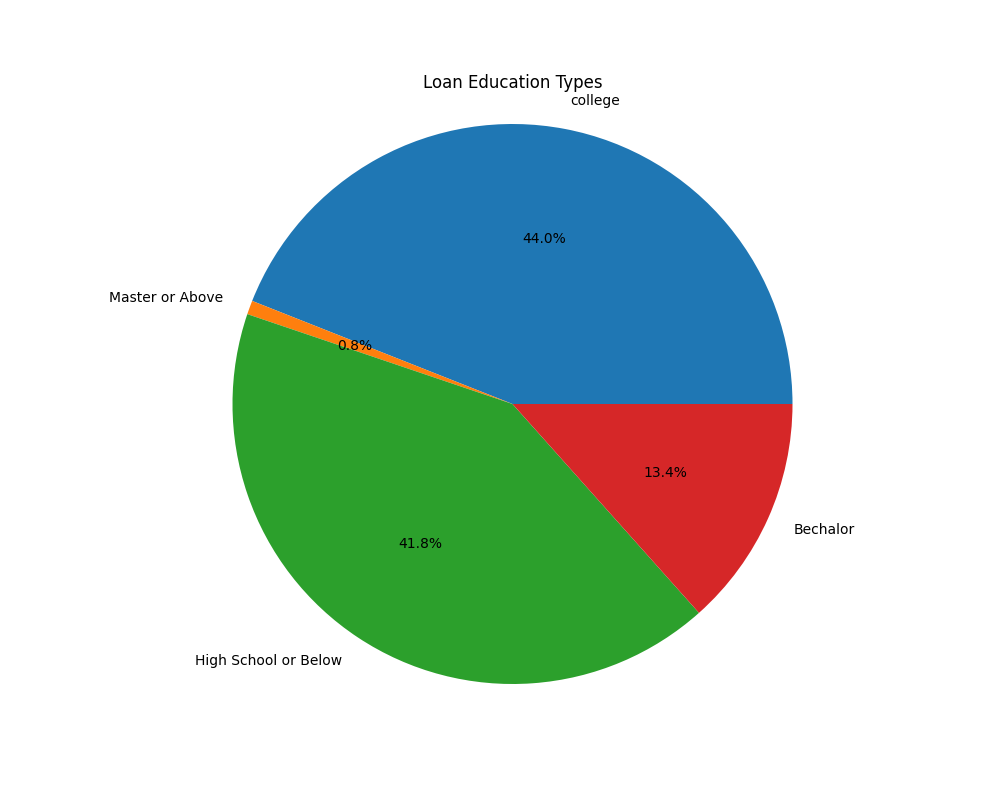 Loan Education Types
college
44.0%
Master or Above
0.8%
13.4%
Bechalor
41.8%
High School or Below